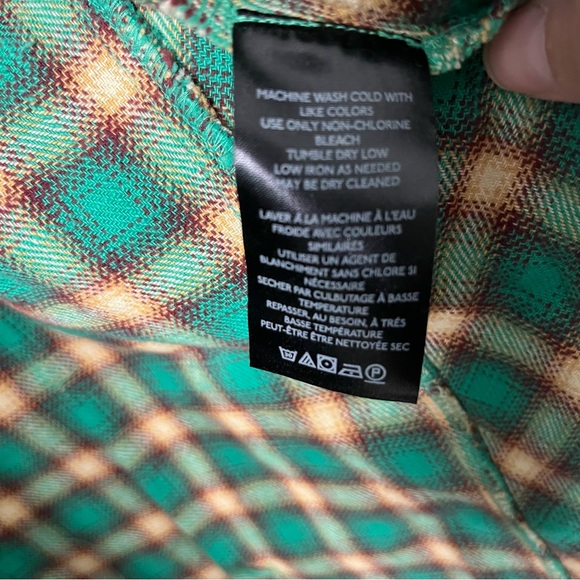 MACHINE WASH COLD WITH
LIKE COLORS
USE ONLY NON-CHLORINE
BLEACH
TUMBLE DRY LOW
LOW IRON AS NEEDED
MAY BE DRY CLEANED
LAVER À LA MACHINE À L'EAU
FROIDE AVEC COULEURS
SIMILAIRES
UTILISER UN AGENT DE
BLANCHIMENT SANS CHLORE SI
NÉCESSAIRE
SECHER PAR CULBUTAGE À BASSE
TEMPÉRATURE
REPASSER, AU BESOIN, À TRÈS
BASSE TEMPÉRATURE
PEUT-ÊTRE ÊTRE NETTOYÉE SEC